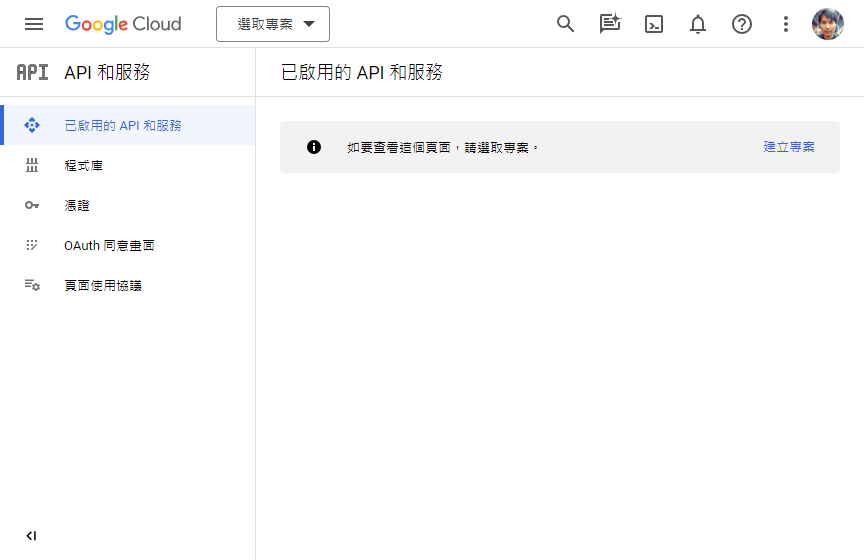 Google Cloud
選取專案
API
API 和服務
已啟用的 API 和服務
已啟用的 API 和服務
程式庫
憑證
OAuth 同意畫面
頁面使用協議
如要查看這個頁面，請選取專案。
建立專案